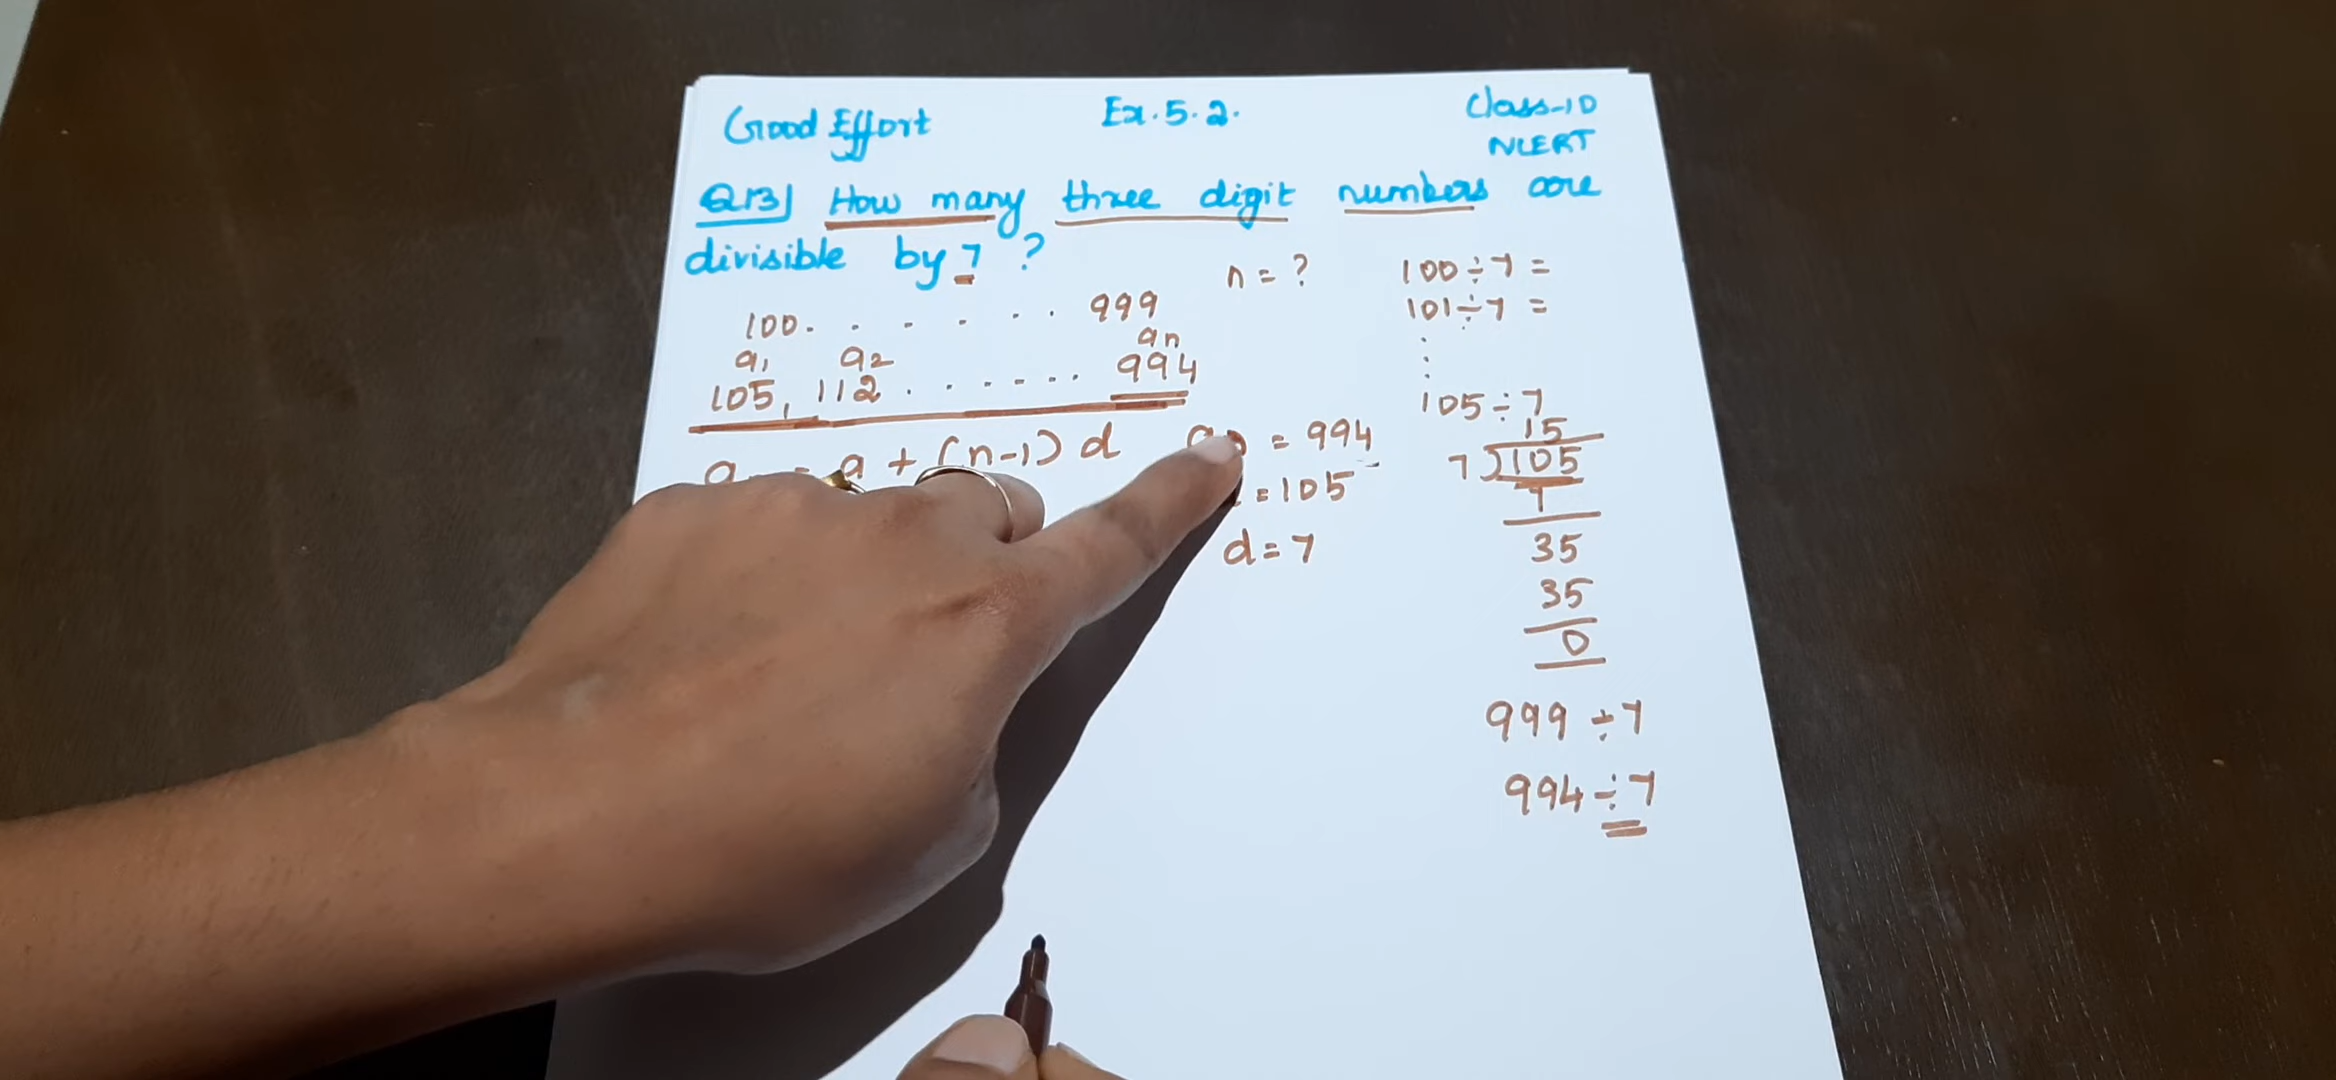 Good Effort Ex.5.2. Class-10
NCERT
Q13) How many three digit numbers are
divisible by 7 ?
n = ?
100. . . . . . 999
a1 a2 an
105, 112 . . . . . . 994
a = a + (n-1) d
= 994
= 105
d = 7
100 ÷ 7 =
101 ÷ 7 =
:
105 ÷ 7
15
7)105
7
35
35
0
999 ÷ 7
994 ÷ 7